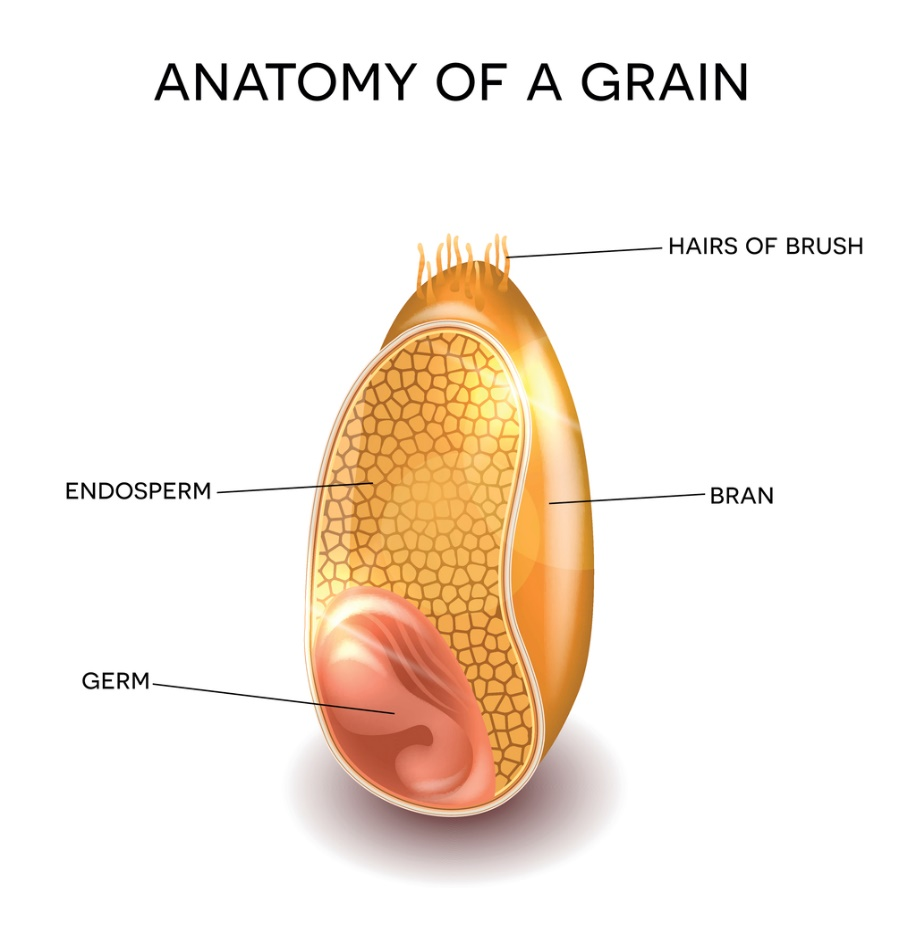 ANATOMY OF A GRAIN
HAIRS OF BRUSH
ENDOSPERM
BRAN
GERM